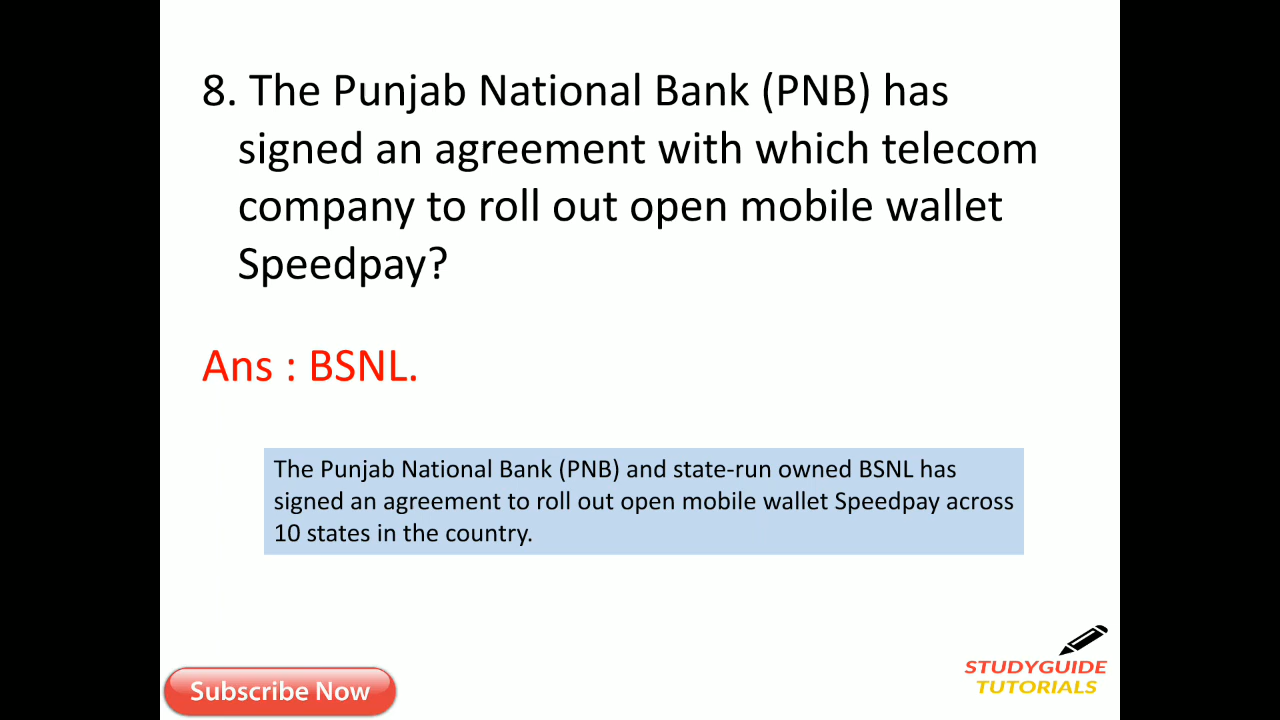 8. The Punjab National Bank (PNB) has
signed an agreement with which telecom
company to roll out open mobile wallet
Speedpay?
Ans : BSNL.
The Punjab National Bank (PNB) and state-run owned BSNL has
signed an agreement to roll out open mobile wallet Speedpay across
10 states in the country.
STUDYGUIDE
TUTORIALS
Subscribe Now